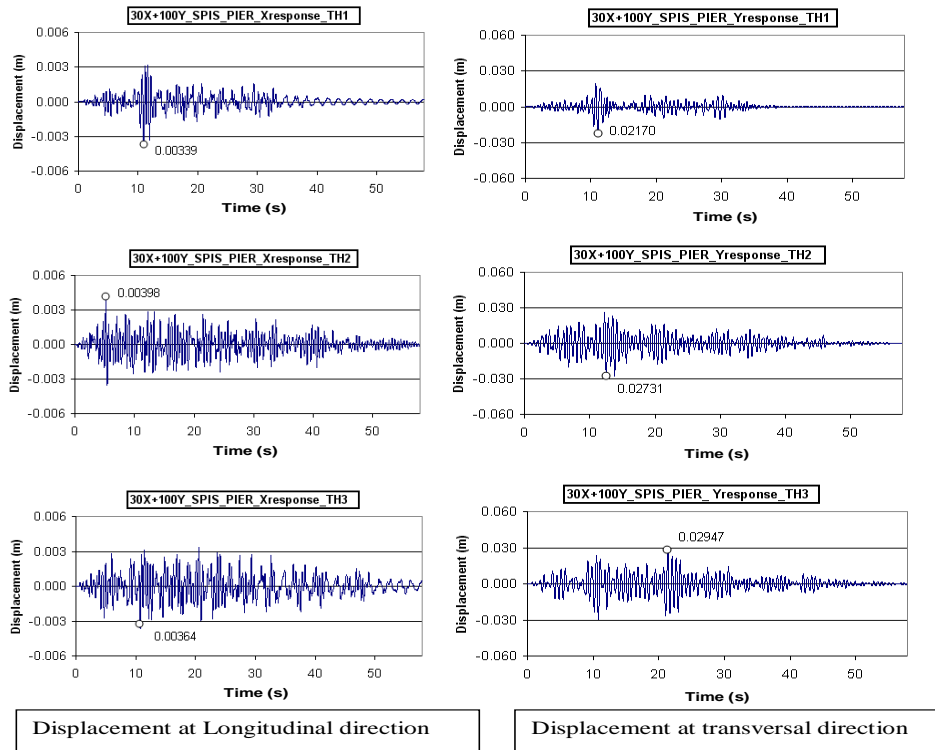 30X+100Y_SPIS_PIER_Xresponse_TH1
Displacement (m)
0.006
0.003
0.000
-0.003
-0.006
0.00339
0 10 20 30 40 50
Time (s)
30X+100Y_SPIS_PIER_Yresponse_TH1
Displacement (m)
0.060
0.030
0.000
-0.030
-0.060
0.02170
0 10 20 30 40 50
Time (s)
30X+100Y_SPIS_PIER_Xresponse_TH2
Displacement (m)
0.006
0.003
0.000
-0.003
-0.006
0.00398
0 10 20 30 40 50
Time (s)
30X+100Y_SPIS_PIER_Yresponse_TH2
Displacement (m)
0.060
0.030
0.000
-0.030
-0.060
0.02731
0 10 20 30 40 50
Time (s)
30X+100Y_SPIS_PIER_Xresponse_TH3
Displacement (m)
0.006
0.003
0.000
-0.003
-0.006
0.00364
0 10 20 30 40 50
Time (s)
30X+100Y_SPIS_PIER_ Yresponse_TH3
Displacement (m)
0.060
0.030
0.000
-0.030
-0.060
0.02947
0 10 20 30 40 50
Time (s)
Displacement at Longitudinal direction
Displacement at transversal direction